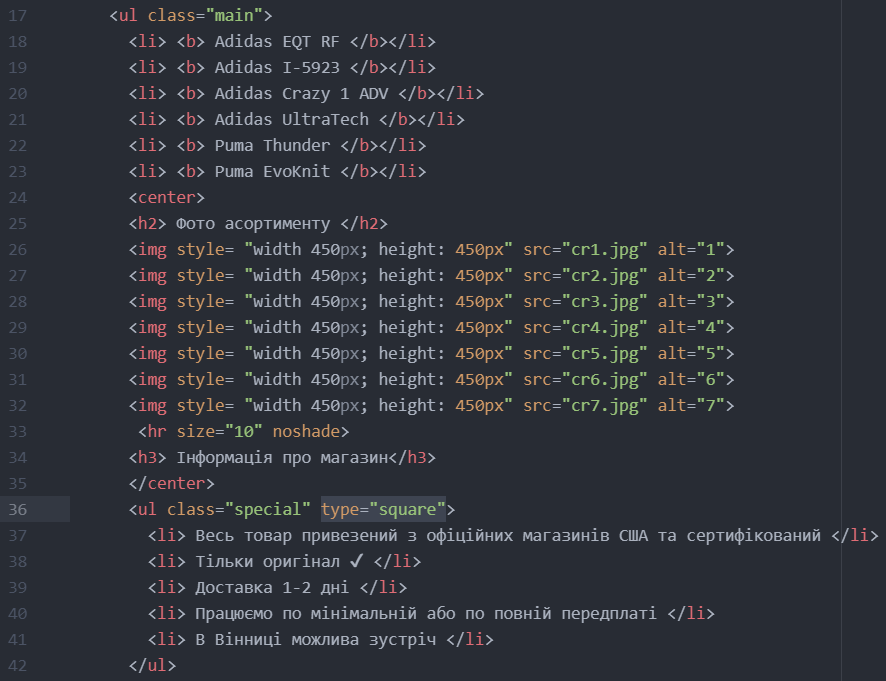 17 <ul class="main">
18 <li> <b> Adidas EQT RF </b></li>
19 <li> <b> Adidas I-5923 </b></li>
20 <li> <b> Adidas Crazy 1 ADV </b></li>
21 <li> <b> Adidas UltraTech </b></li>
22 <li> <b> Puma Thunder </b></li>
23 <li> <b> Puma EvoKnit </b></li>
24 <center>
25 <h2> Фото асортименту </h2>
26 <img style= "width 450px; height: 450px" src="cr1.jpg" alt="1">
27 <img style= "width 450px; height: 450px" src="cr2.jpg" alt="2">
28 <img style= "width 450px; height: 450px" src="cr3.jpg" alt="3">
29 <img style= "width 450px; height: 450px" src="cr4.jpg" alt="4">
30 <img style= "width 450px; height: 450px" src="cr5.jpg" alt="5">
31 <img style= "width 450px; height: 450px" src="cr6.jpg" alt="6">
32 <img style= "width 450px; height: 450px" src="cr7.jpg" alt="7">
33 <hr size="10" noshade>
34 <h3> Інформація про магазин</h3>
35 </center>
36 <ul class="special" type="square">
37 <li> Весь товар привезений з офіційних магазинів США та сертифікований </li>
38 <li> Тільки оригінал ✔ </li>
39 <li> Доставка 1-2 дні </li>
40 <li> Працюємо по мінімальній або по повній передплаті </li>
41 <li> В Вінниці можлива зустріч </li>
42 </ul>